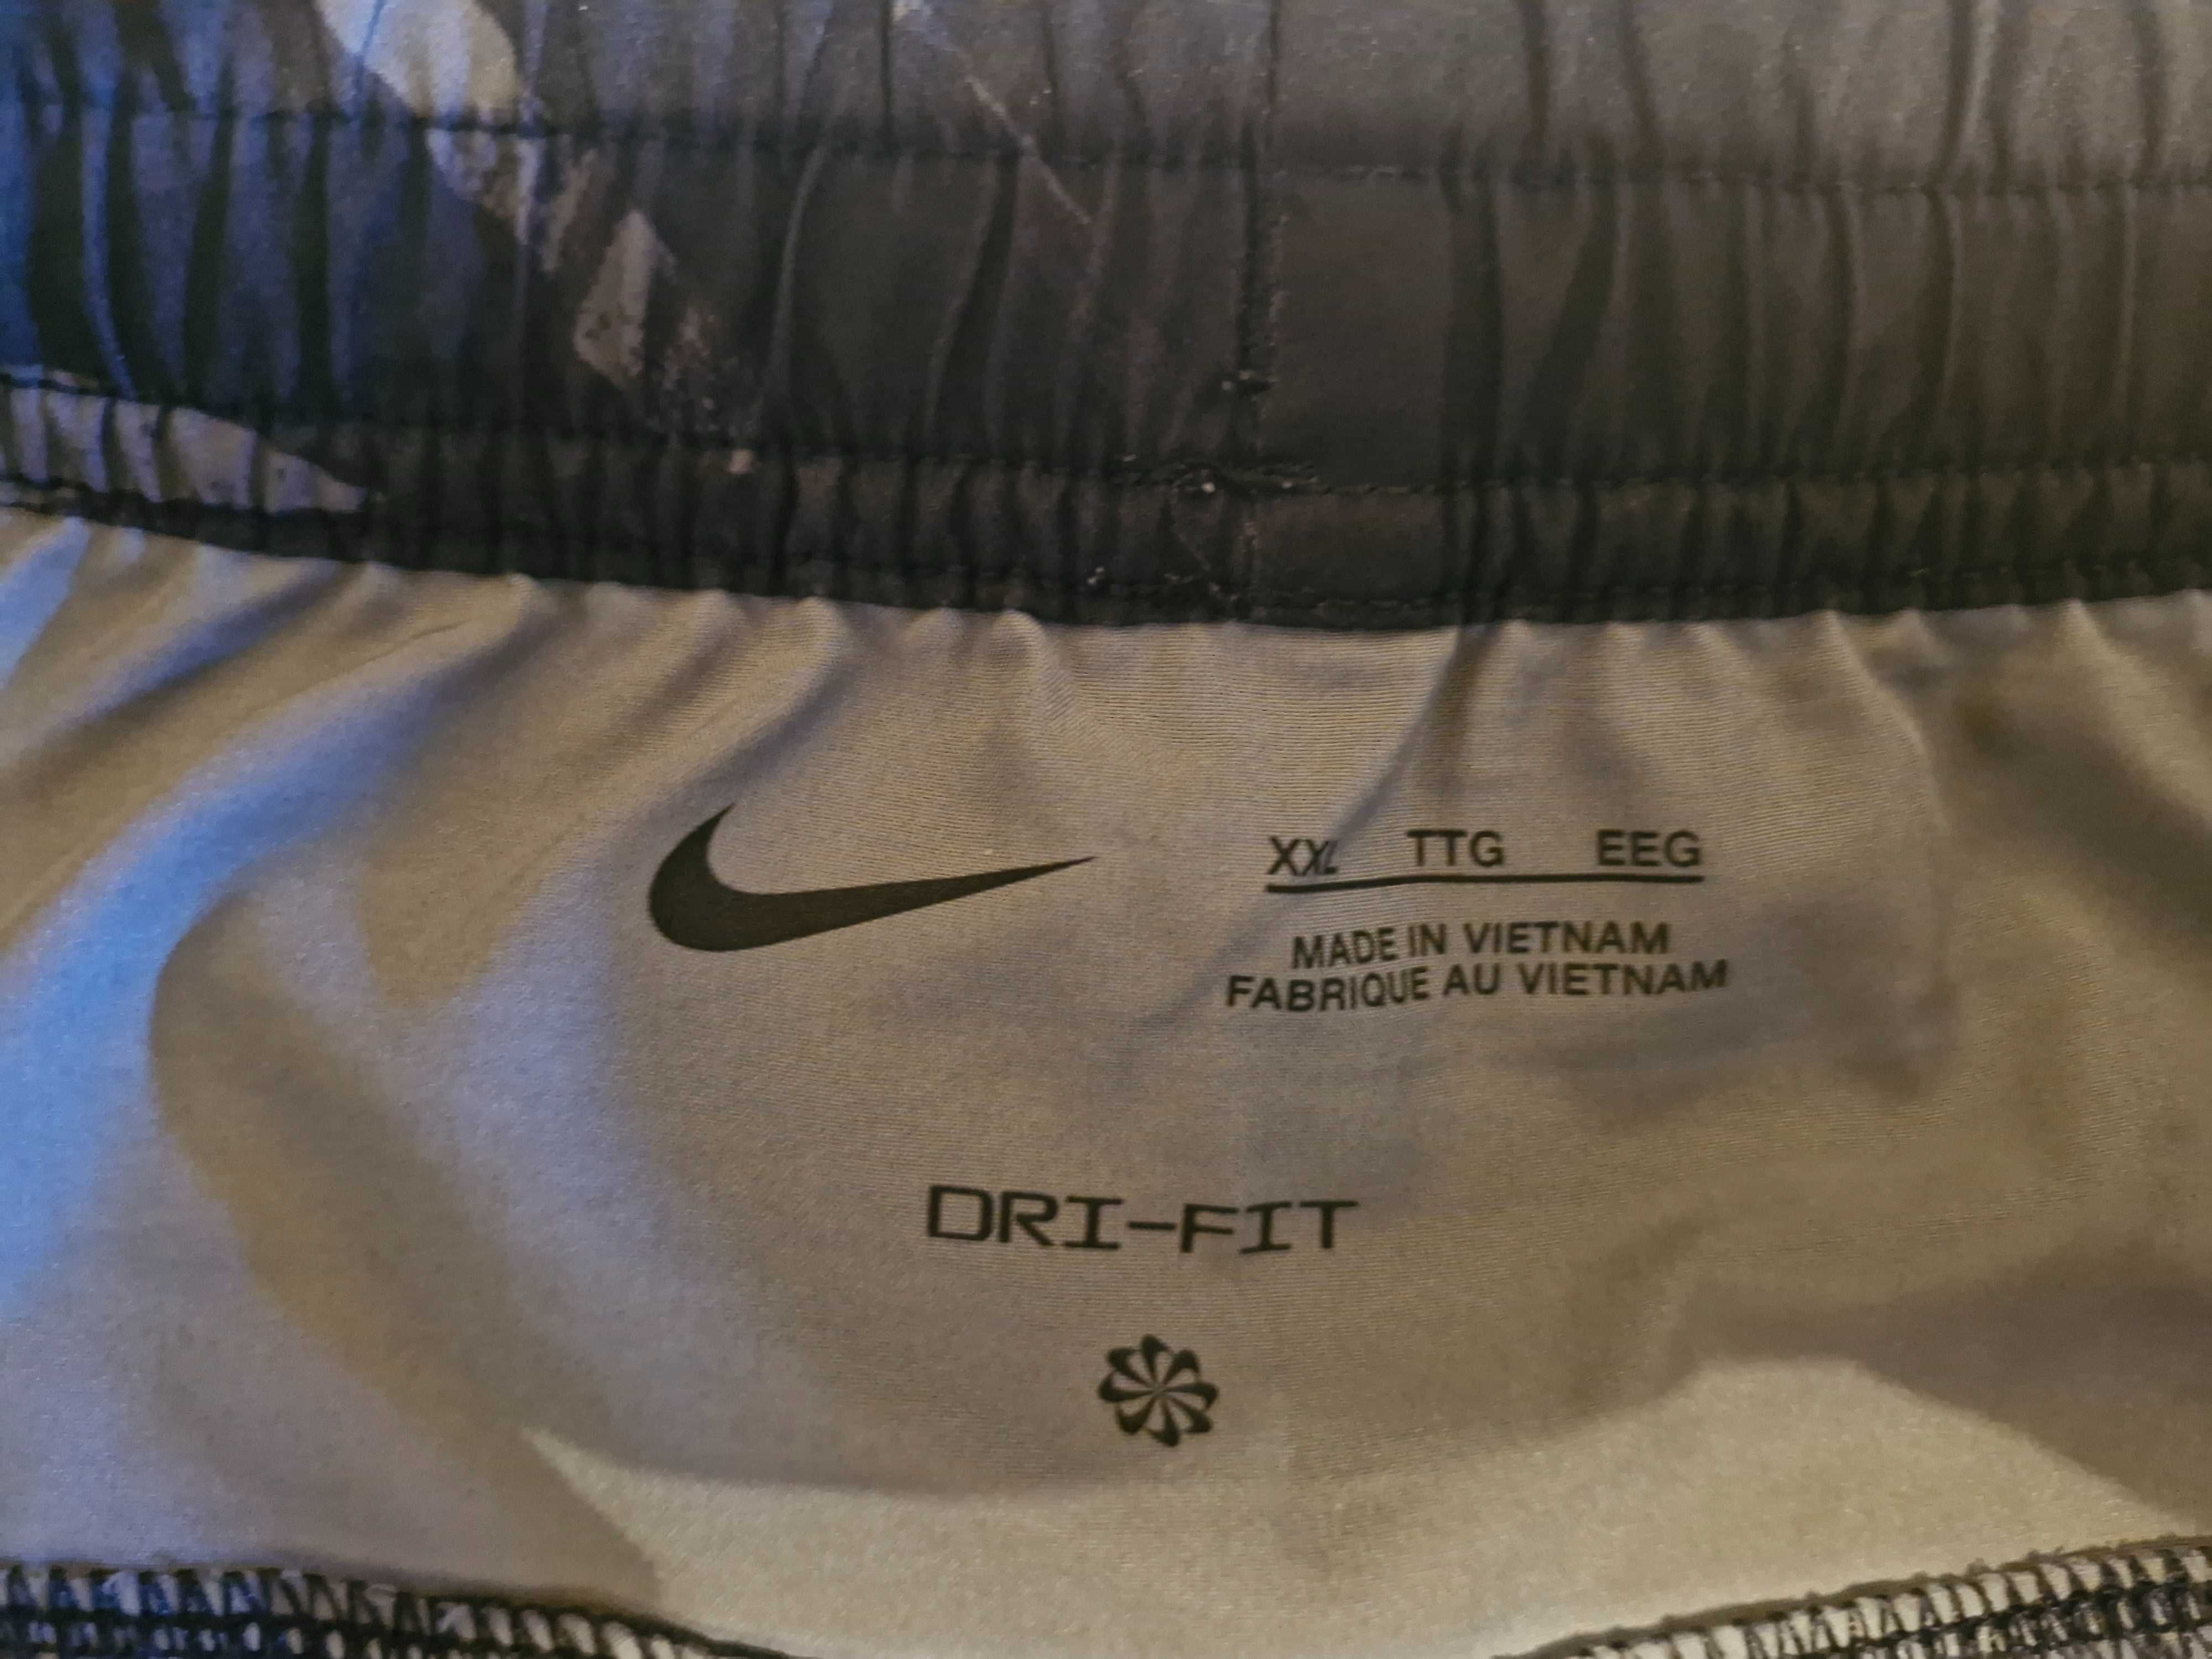 XXL TTG EEG
MADE IN VIETNAM
FABRIQUE AU VIETNAM
DRI-FIT